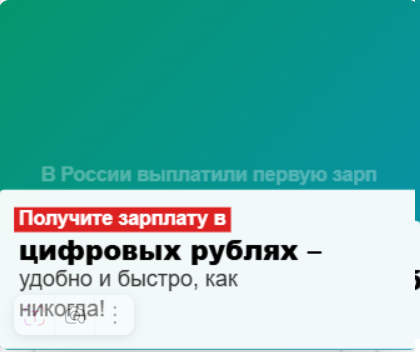 В России выплатили первую зарп
Получите зарплату в
цифровых рублях –
удобно и быстро, как
никогда!